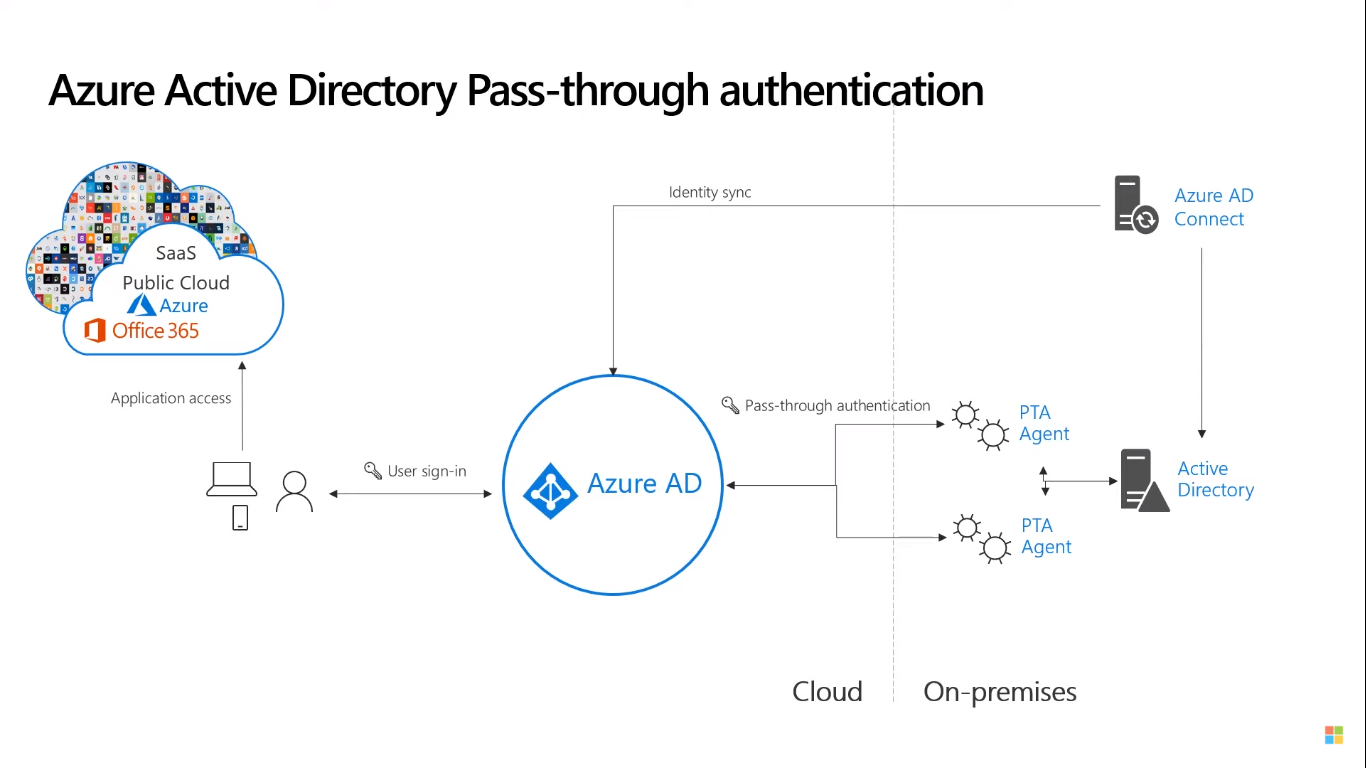 Azure Active Directory Pass-through authentication
Identity sync
Azure AD
Connect
SaaS
Public Cloud
Azure
Office 365
Application access
Pass-through authentication
PTA
Agent
User sign-in
Azure AD
Active
Directory
PTA
Agent
Cloud
On-premises